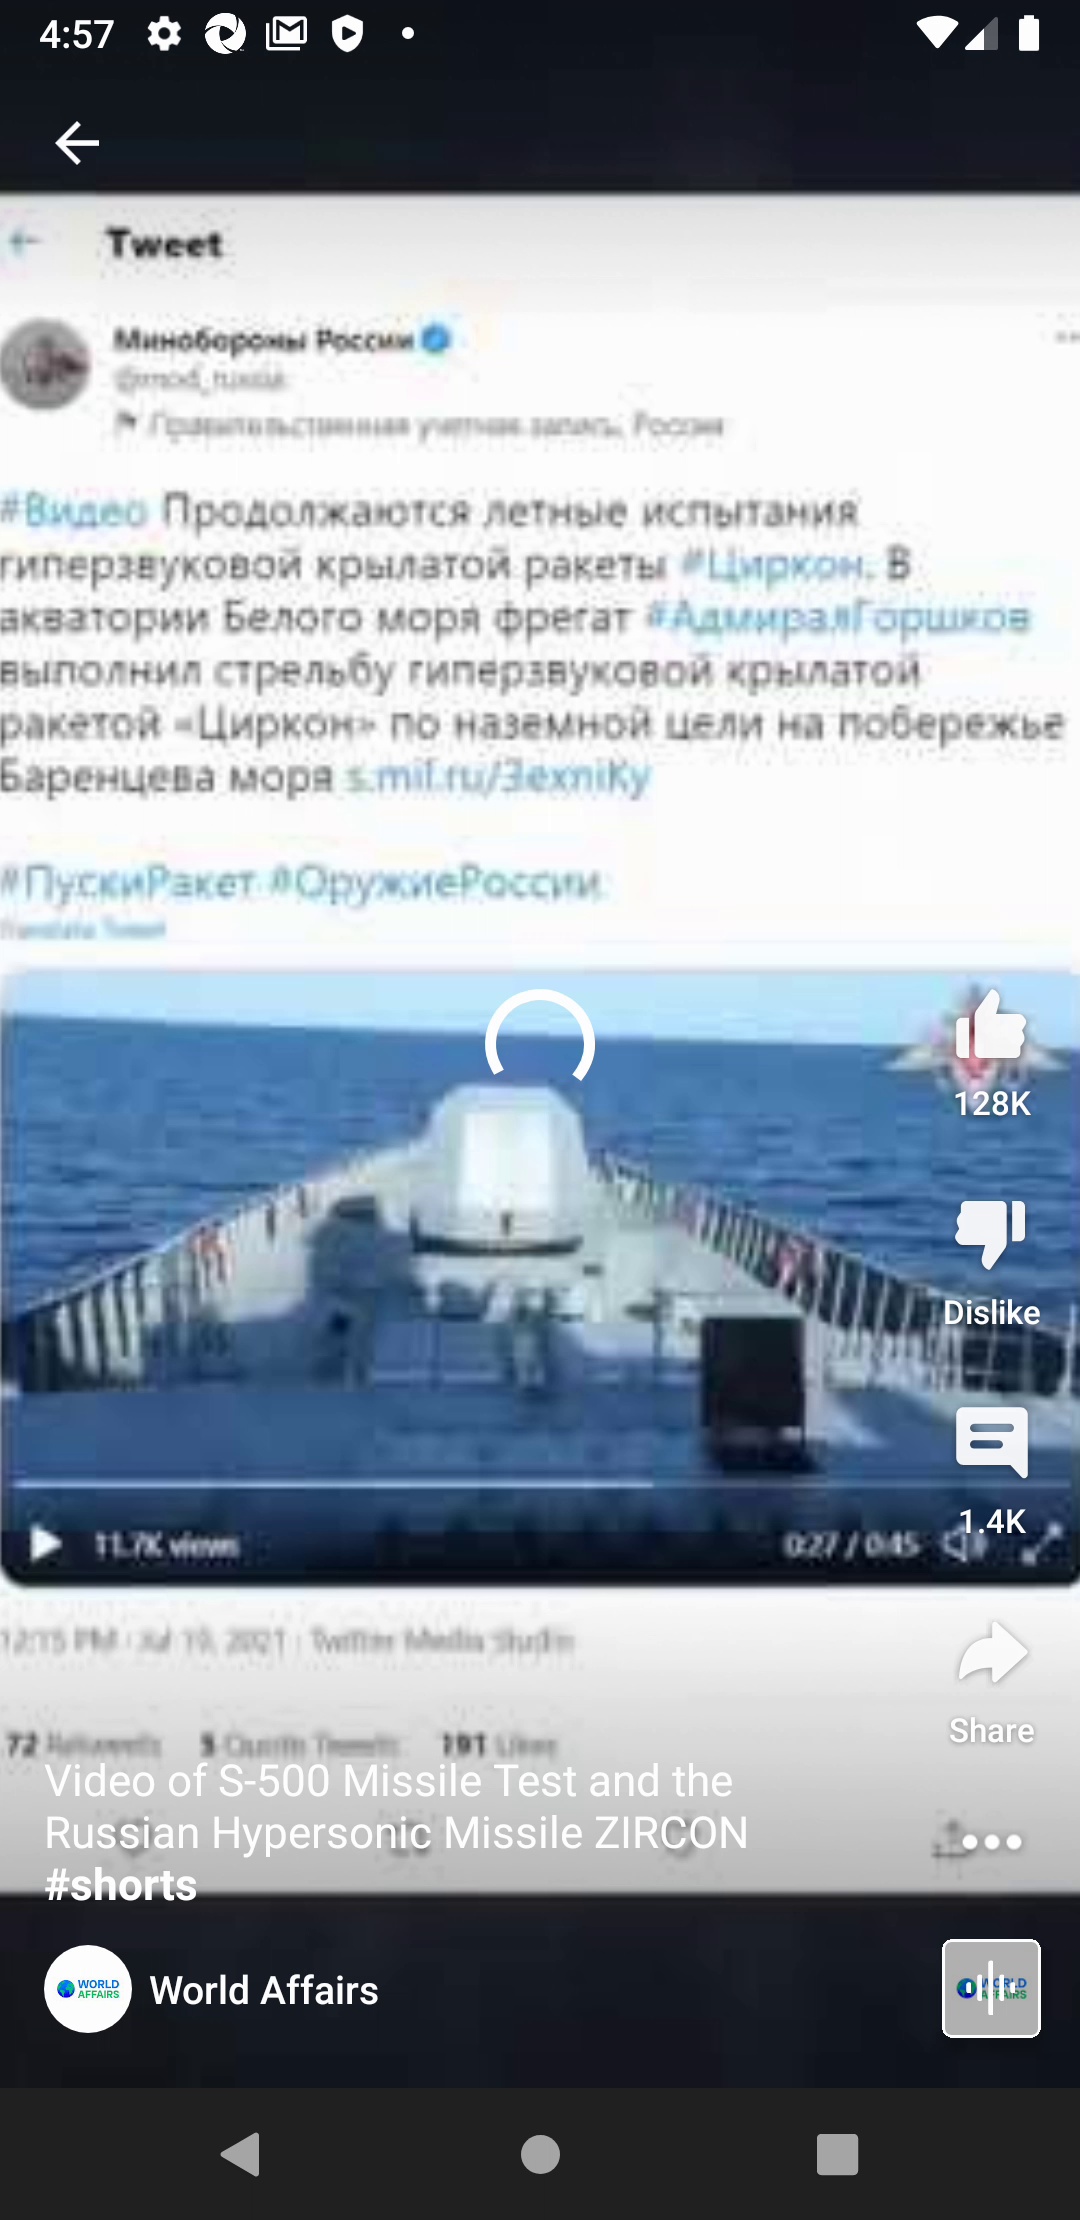 4:57
Tweet
Минобороны России
@mod_russia
Правительственная учетная запись, Россия
#Видео Продолжаются летные испытания
гиперзвуковой крылатой ракеты #Циркон. В
акватории Белого моря фрегат #АдмиралГоршков
выполнил стрельбу гиперзвуковой крылатой
ракетой «Циркон» по наземной цели на побережье
Баренцева моря s.mil.ru/3exniKy
#ПускиРакет #ОружиеРоссии
Translate Tweet
128K
Dislike
1.4K
11.7K views
0:27 / 0:45
12:15 PM · Jul 19, 2021 · Twitter Media Studio
Share
72 Retweets 5 Quote Tweets 191 Likes
Video of S-500 Missile Test and the
Russian Hypersonic Missile ZIRCON
#shorts
WORLD
AFFAIRS
World Affairs